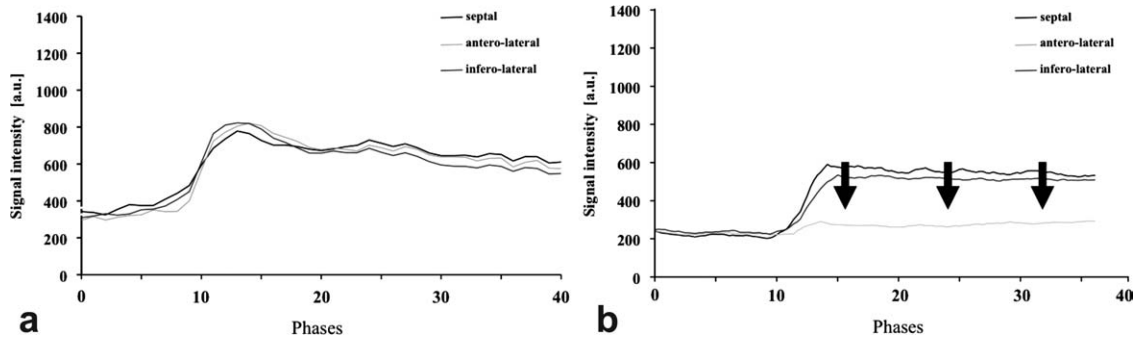 1400
1200
1000
800
600
400
200
0
Signal intensity [a.u.]
septal
antero-lateral
infero-lateral
0 10 20 30 40
Phases
a
1400
1200
1000
800
600
400
200
0
Signal intensity [a.u.]
septal
antero-lateral
infero-lateral
0 10 20 30 40
Phases
b